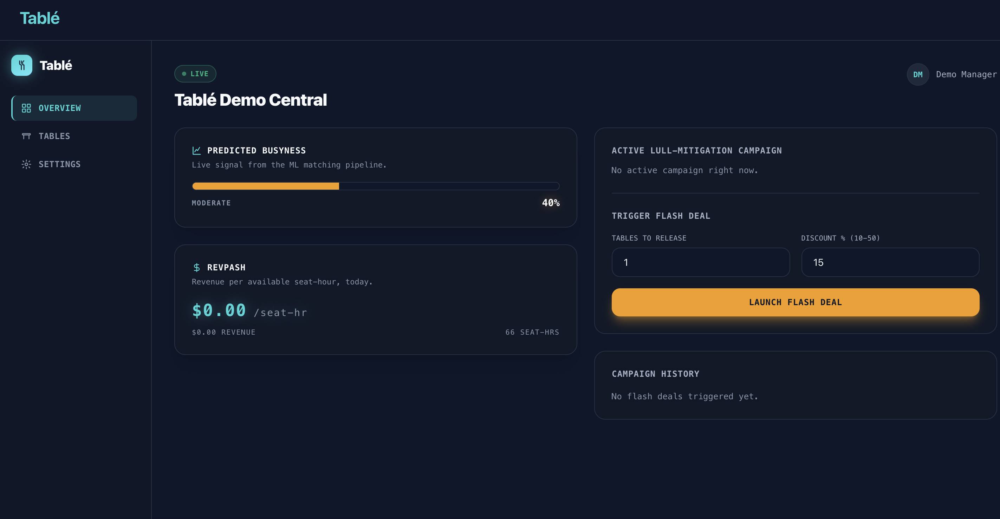 Tablé
Tablé
OVERVIEW
TABLES
SETTINGS
LIVE
DM Demo Manager
Tablé Demo Central
PREDICTED BUSYNESS
Live signal from the ML matching pipeline.
MODERATE 40%
REVPASH
Revenue per available seat-hour, today.
$0.00 /seat-hr
$0.00 REVENUE 66 SEAT-HRS
ACTIVE LULL-MITIGATION CAMPAIGN
No active campaign right now.
TRIGGER FLASH DEAL
TABLES TO RELEASE DISCOUNT % (10-50)
1 15
LAUNCH FLASH DEAL
CAMPAIGN HISTORY
No flash deals triggered yet.